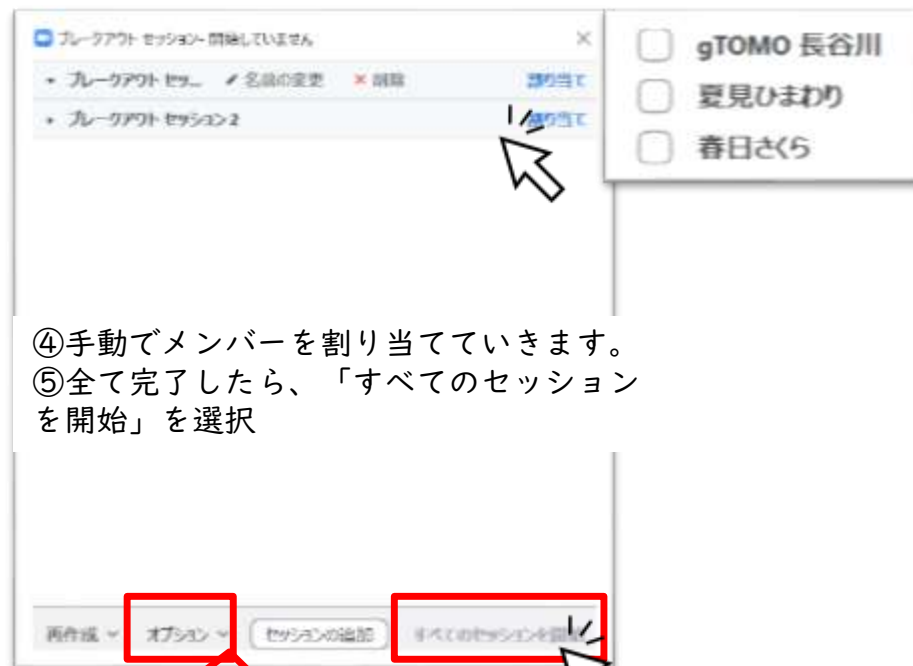 ブレークアウト セッション- 開始していません
ブレークアウト セッ... 名前の変更 × 削除 割り当て
ブレークアウト セッション 2 割り当て
gTOMO 長谷川
夏見ひまわり
春日さくら
④手動でメンバーを割り当てていきます。
⑤全て完了したら、「すべてのセッション
を開始」を選択
再作成 オプション セッションの追加 すべてのセッションを開